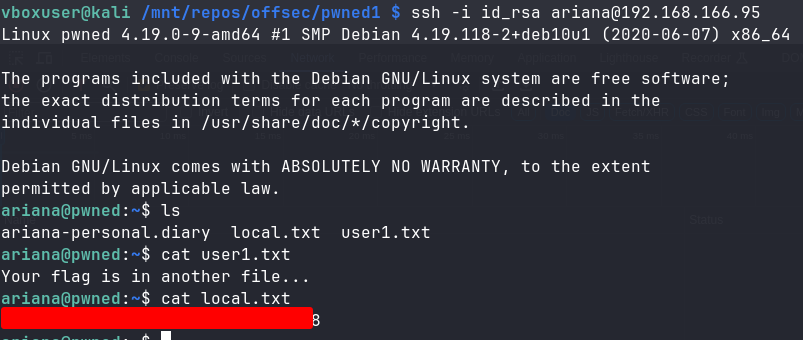 vboxuser@kali /mnt/repos/offsec/pwned1 $ ssh -i id_rsa ariana@192.168.166.95
Linux pwned 4.19.0-9-amd64 #1 SMP Debian 4.19.118-2+deb10u1 (2020-06-07) x86_64
The programs included with the Debian GNU/Linux system are free software;
the exact distribution terms for each program are described in the
individual files in /usr/share/doc/*/copyright.
Debian GNU/Linux comes with ABSOLUTELY NO WARRANTY, to the extent
permitted by applicable law.
ariana@pwned:~$ ls
ariana-personal.diary  local.txt  user1.txt
ariana@pwned:~$ cat user1.txt
Your flag is in another file...
ariana@pwned:~$ cat local.txt
8
ariana@pwned:~$